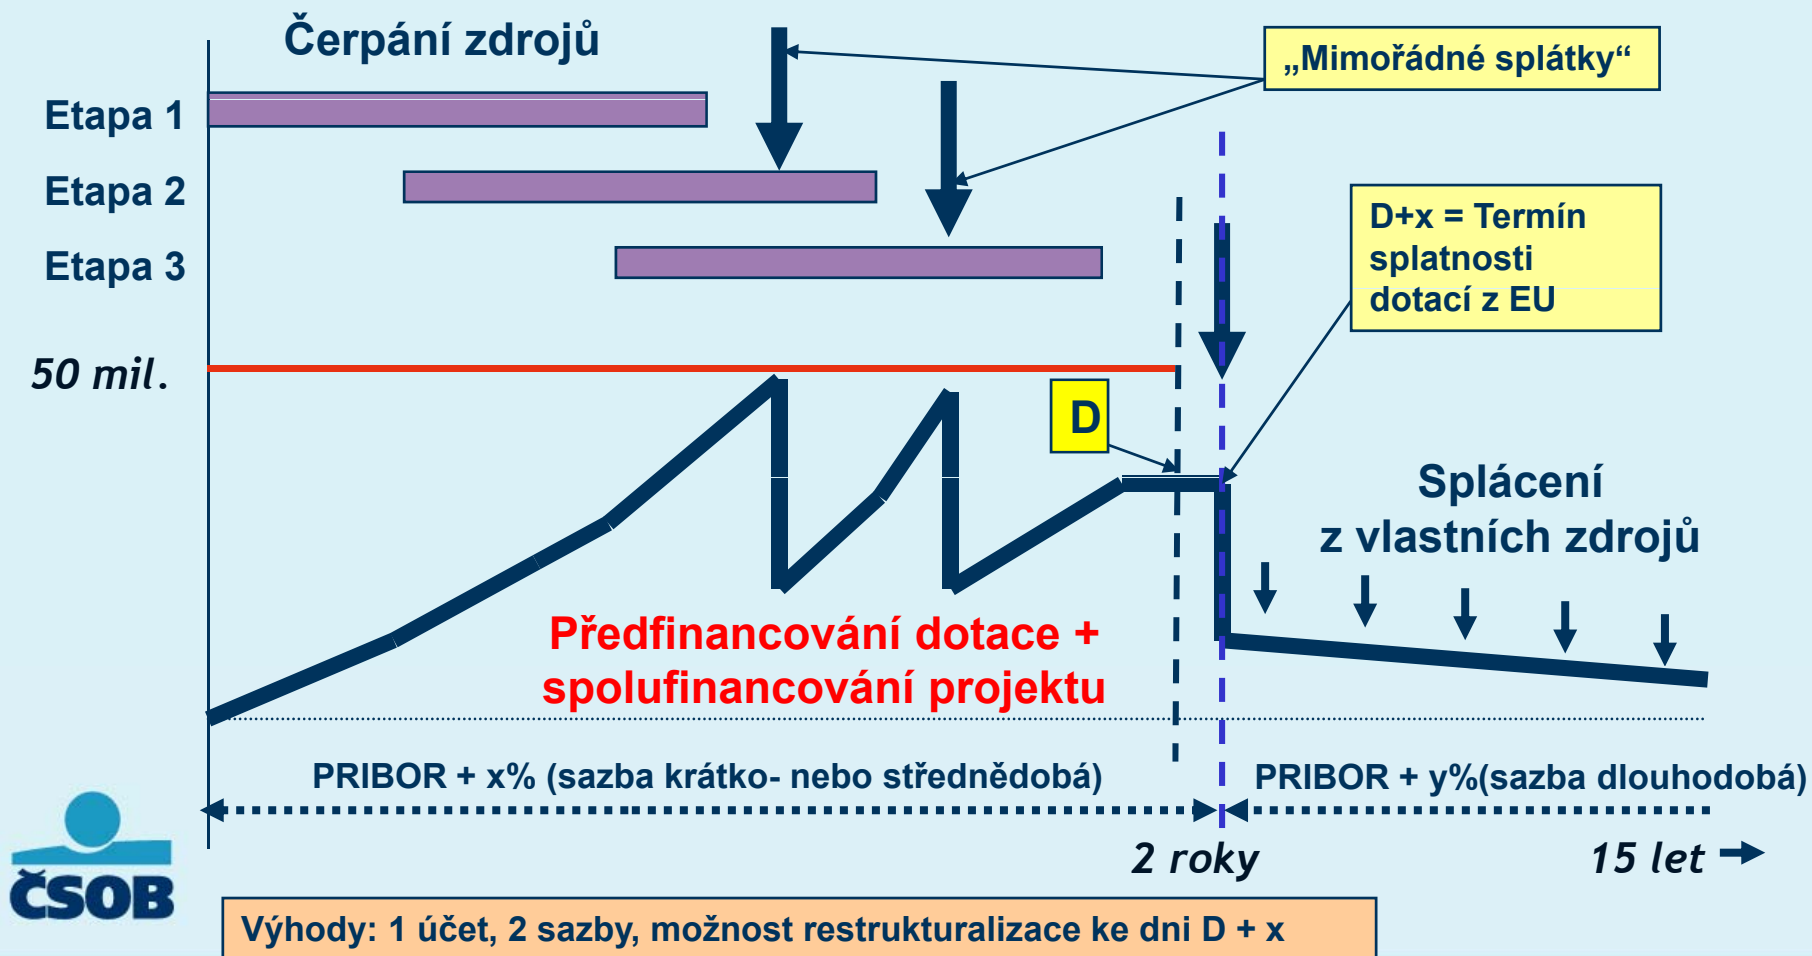 Čerpání zdrojů
„Mimořádné splátky“
Etapa 1
Etapa 2
Etapa 3
D+x = Termín
splatnosti
dotací z EU
50 mil.
D
Splácení
z vlastních zdrojů
Předfinancování dotace +
spolufinancování projektu
PRIBOR + x% (sazba krátko- nebo střednědobá)
PRIBOR + y%(sazba dlouhodobá)
2 roky
15 let
ČSOB
Výhody: 1 účet, 2 sazby, možnost restrukturalizace ke dni D + x